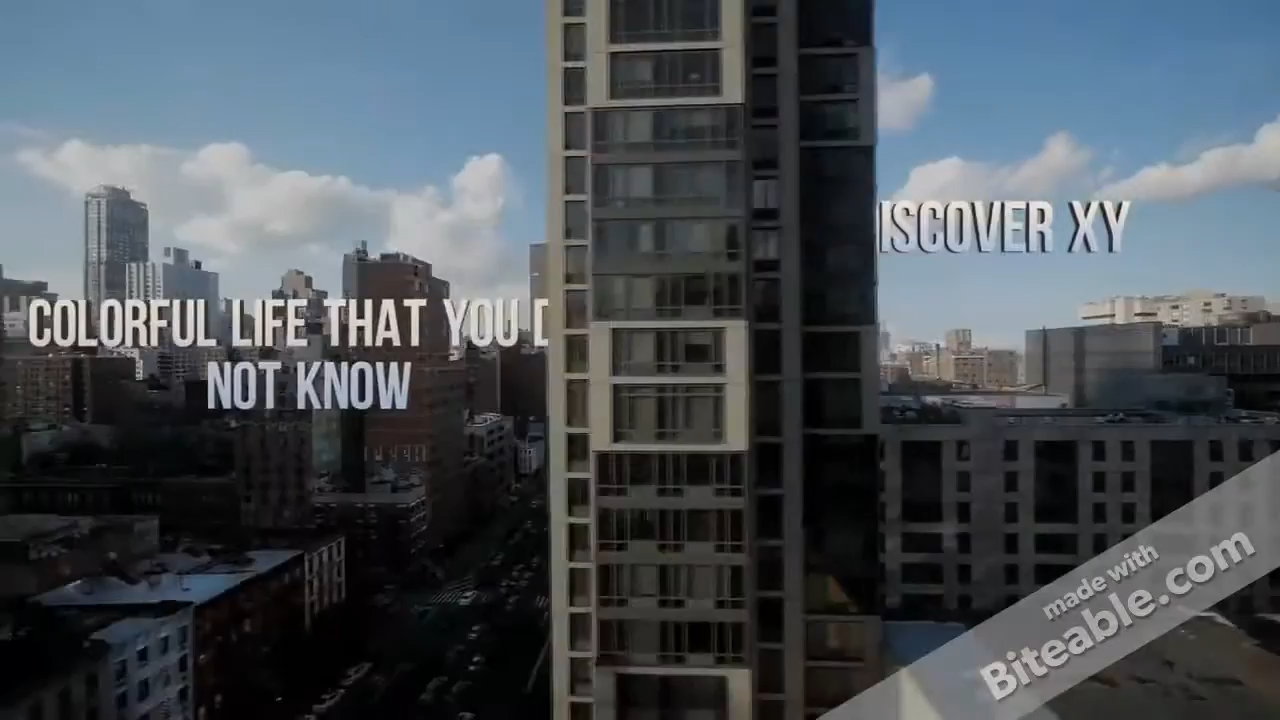 COLORFUL LIFE THAT YOU D
NOT KNOW
ISCOVER XY
made with
Biteable.com